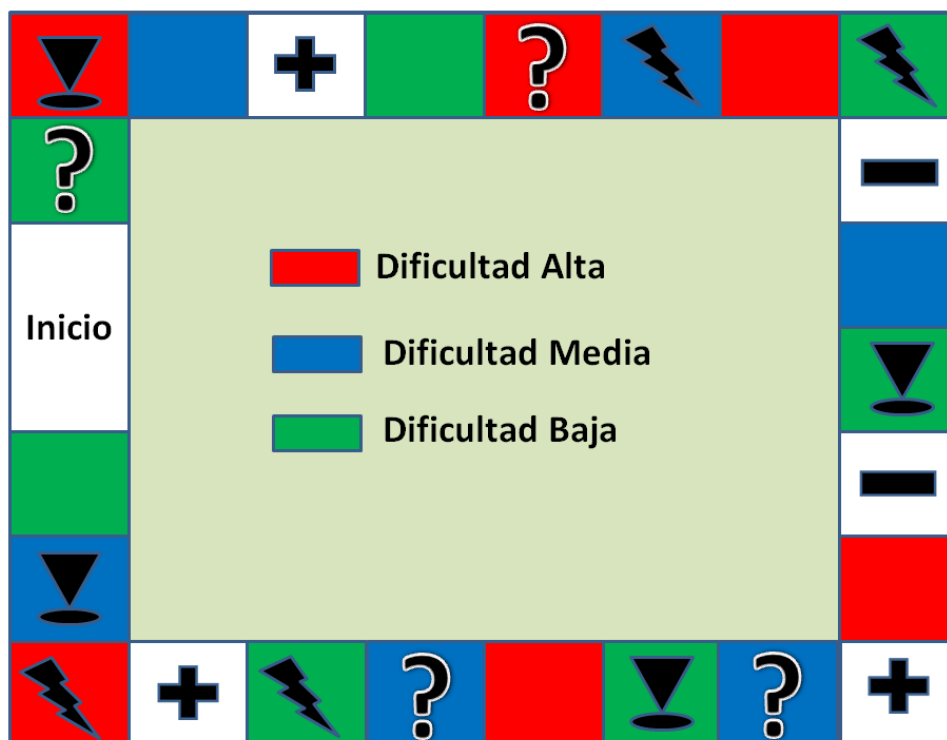 ?
?
Dificultad Alta
Inicio
Dificultad Media
Dificultad Baja
?
?